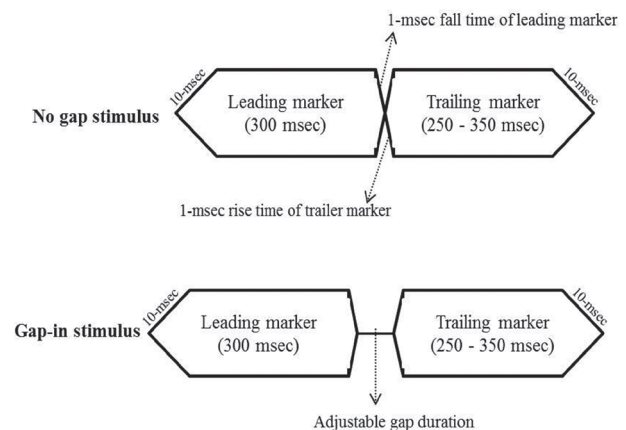 1-msec fall time of leading marker
10-msec
10-msec
No gap stimulus
Leading marker
(300 msec)
Trailing marker
(250 - 350 msec)
1-msec rise time of trailer marker
10-msec
10-msec
Gap-in stimulus
Leading marker
(300 msec)
Trailing marker
(250 - 350 msec)
Adjustable gap duration